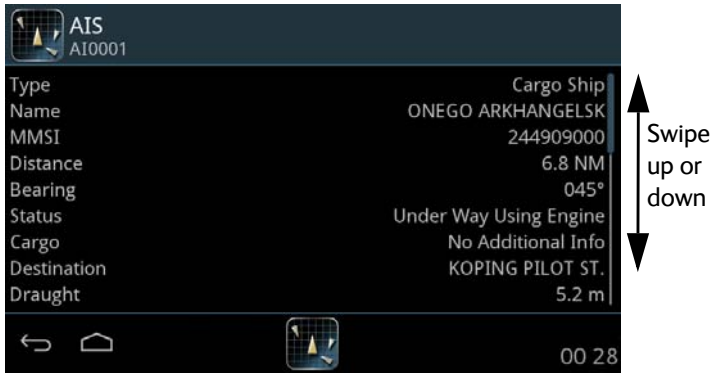 AIS
AI0001
Type Cargo Ship
Name ONEGO ARKHANGELSK
MMSI 244909000
Distance 6.8 NM
Bearing 045°
Status Under Way Using Engine
Cargo No Additional Info
Destination KOPING PILOT ST.
Draught 5.2 m
00 28
Swipe
up or
down